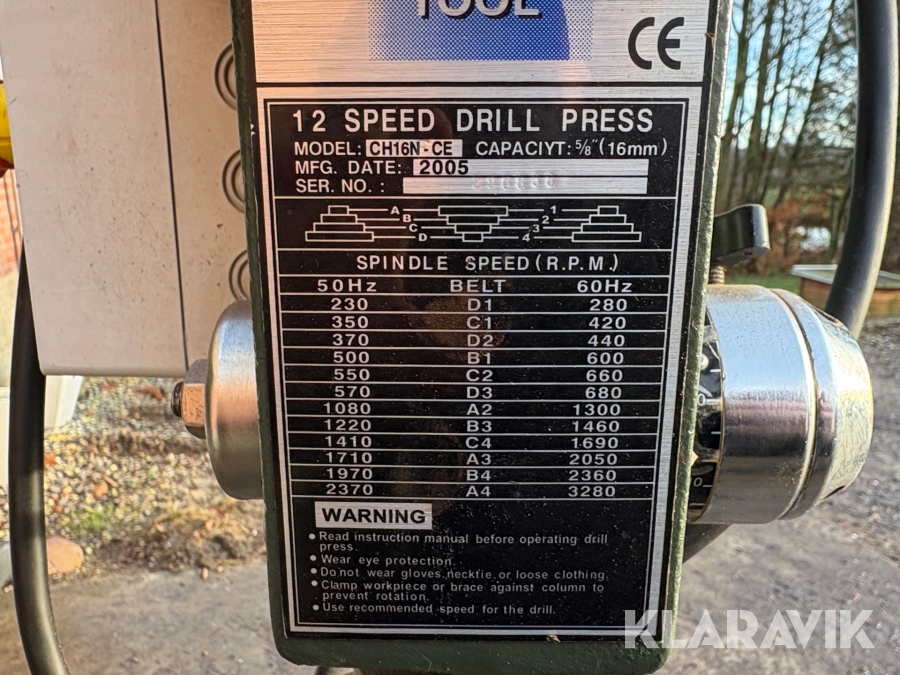 TOOL
CE
12 SPEED DRILL PRESS
MODEL: CH16N-CE CAPACIYT: 5/8" (16mm)
MFG. DATE: 2005
SER. NO. :
A 1
B 2
C 3
D 4
SPINDLE SPEED (R.P.M.)
50Hz BELT 60Hz
230 D1 280
350 C1 420
370 D2 440
500 B1 600
550 C2 660
570 D3 680
1080 A2 1300
1220 B3 1460
1410 C4 1690
1710 A3 2050
1970 B4 2360
2370 A4 3280
WARNING
• Read instruction manual before operating drill
press.
• Wear eye protection.
• Do not wear gloves, necktie or loose clothing.
• Clamp workpiece or brace against column to
prevent rotation.
• Use recommended speed for the drill.
KLARAVIK